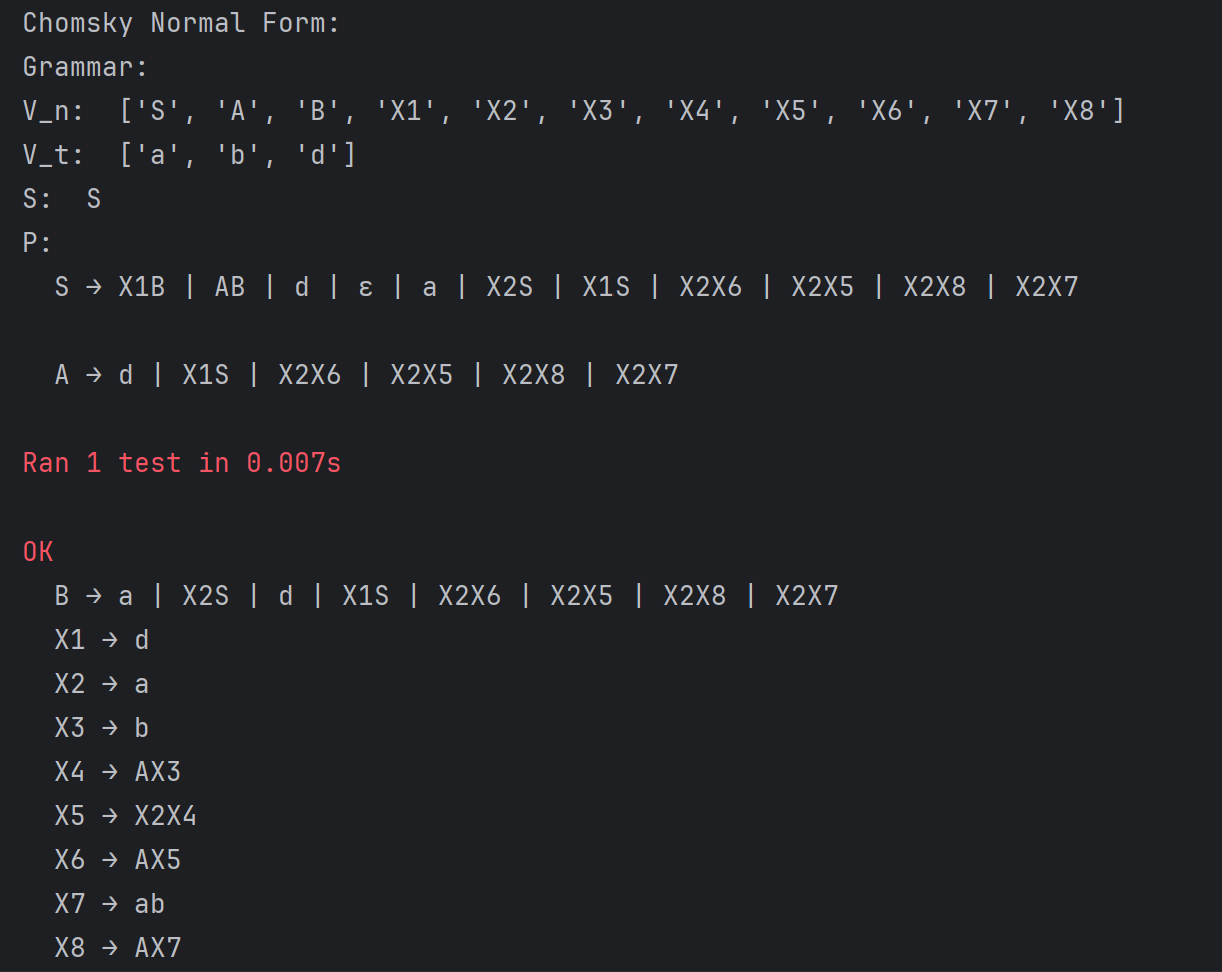 Chomsky Normal Form:
Grammar:
V_n:  ['S', 'A', 'B', 'X1', 'X2', 'X3', 'X4', 'X5', 'X6', 'X7', 'X8']
V_t:  ['a', 'b', 'd']
S:  S
P:
  S → X1B | AB | d | ε | a | X2S | X1S | X2X6 | X2X5 | X2X8 | X2X7
  A → d | X1S | X2X6 | X2X5 | X2X8 | X2X7
Ran 1 test in 0.007s
OK
  B → a | X2S | d | X1S | X2X6 | X2X5 | X2X8 | X2X7
  X1 → d
  X2 → a
  X3 → b
  X4 → AX3
  X5 → X2X4
  X6 → AX5
  X7 → ab
  X8 → AX7